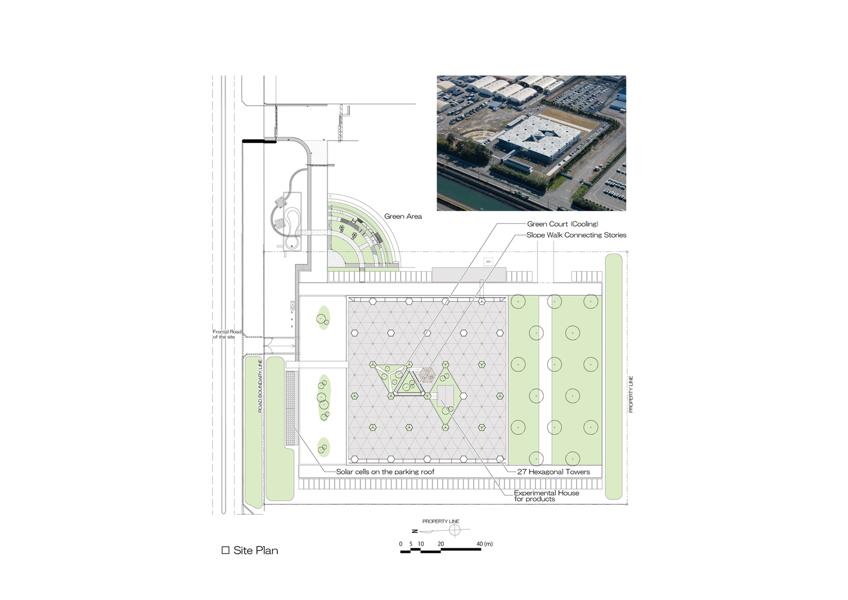 Green Area
Green Court (Cooling)
Slope Walk Connecting Stories
Frontal Road
of the site
ROAD BOUNDARY LINE
PROPERTY LINE
Solar cells on the parking roof
27 Hexagonal Towers
Experimental House
for products
PROPERTY LINE
N
0 5 10 20 40 (m)
Site Plan